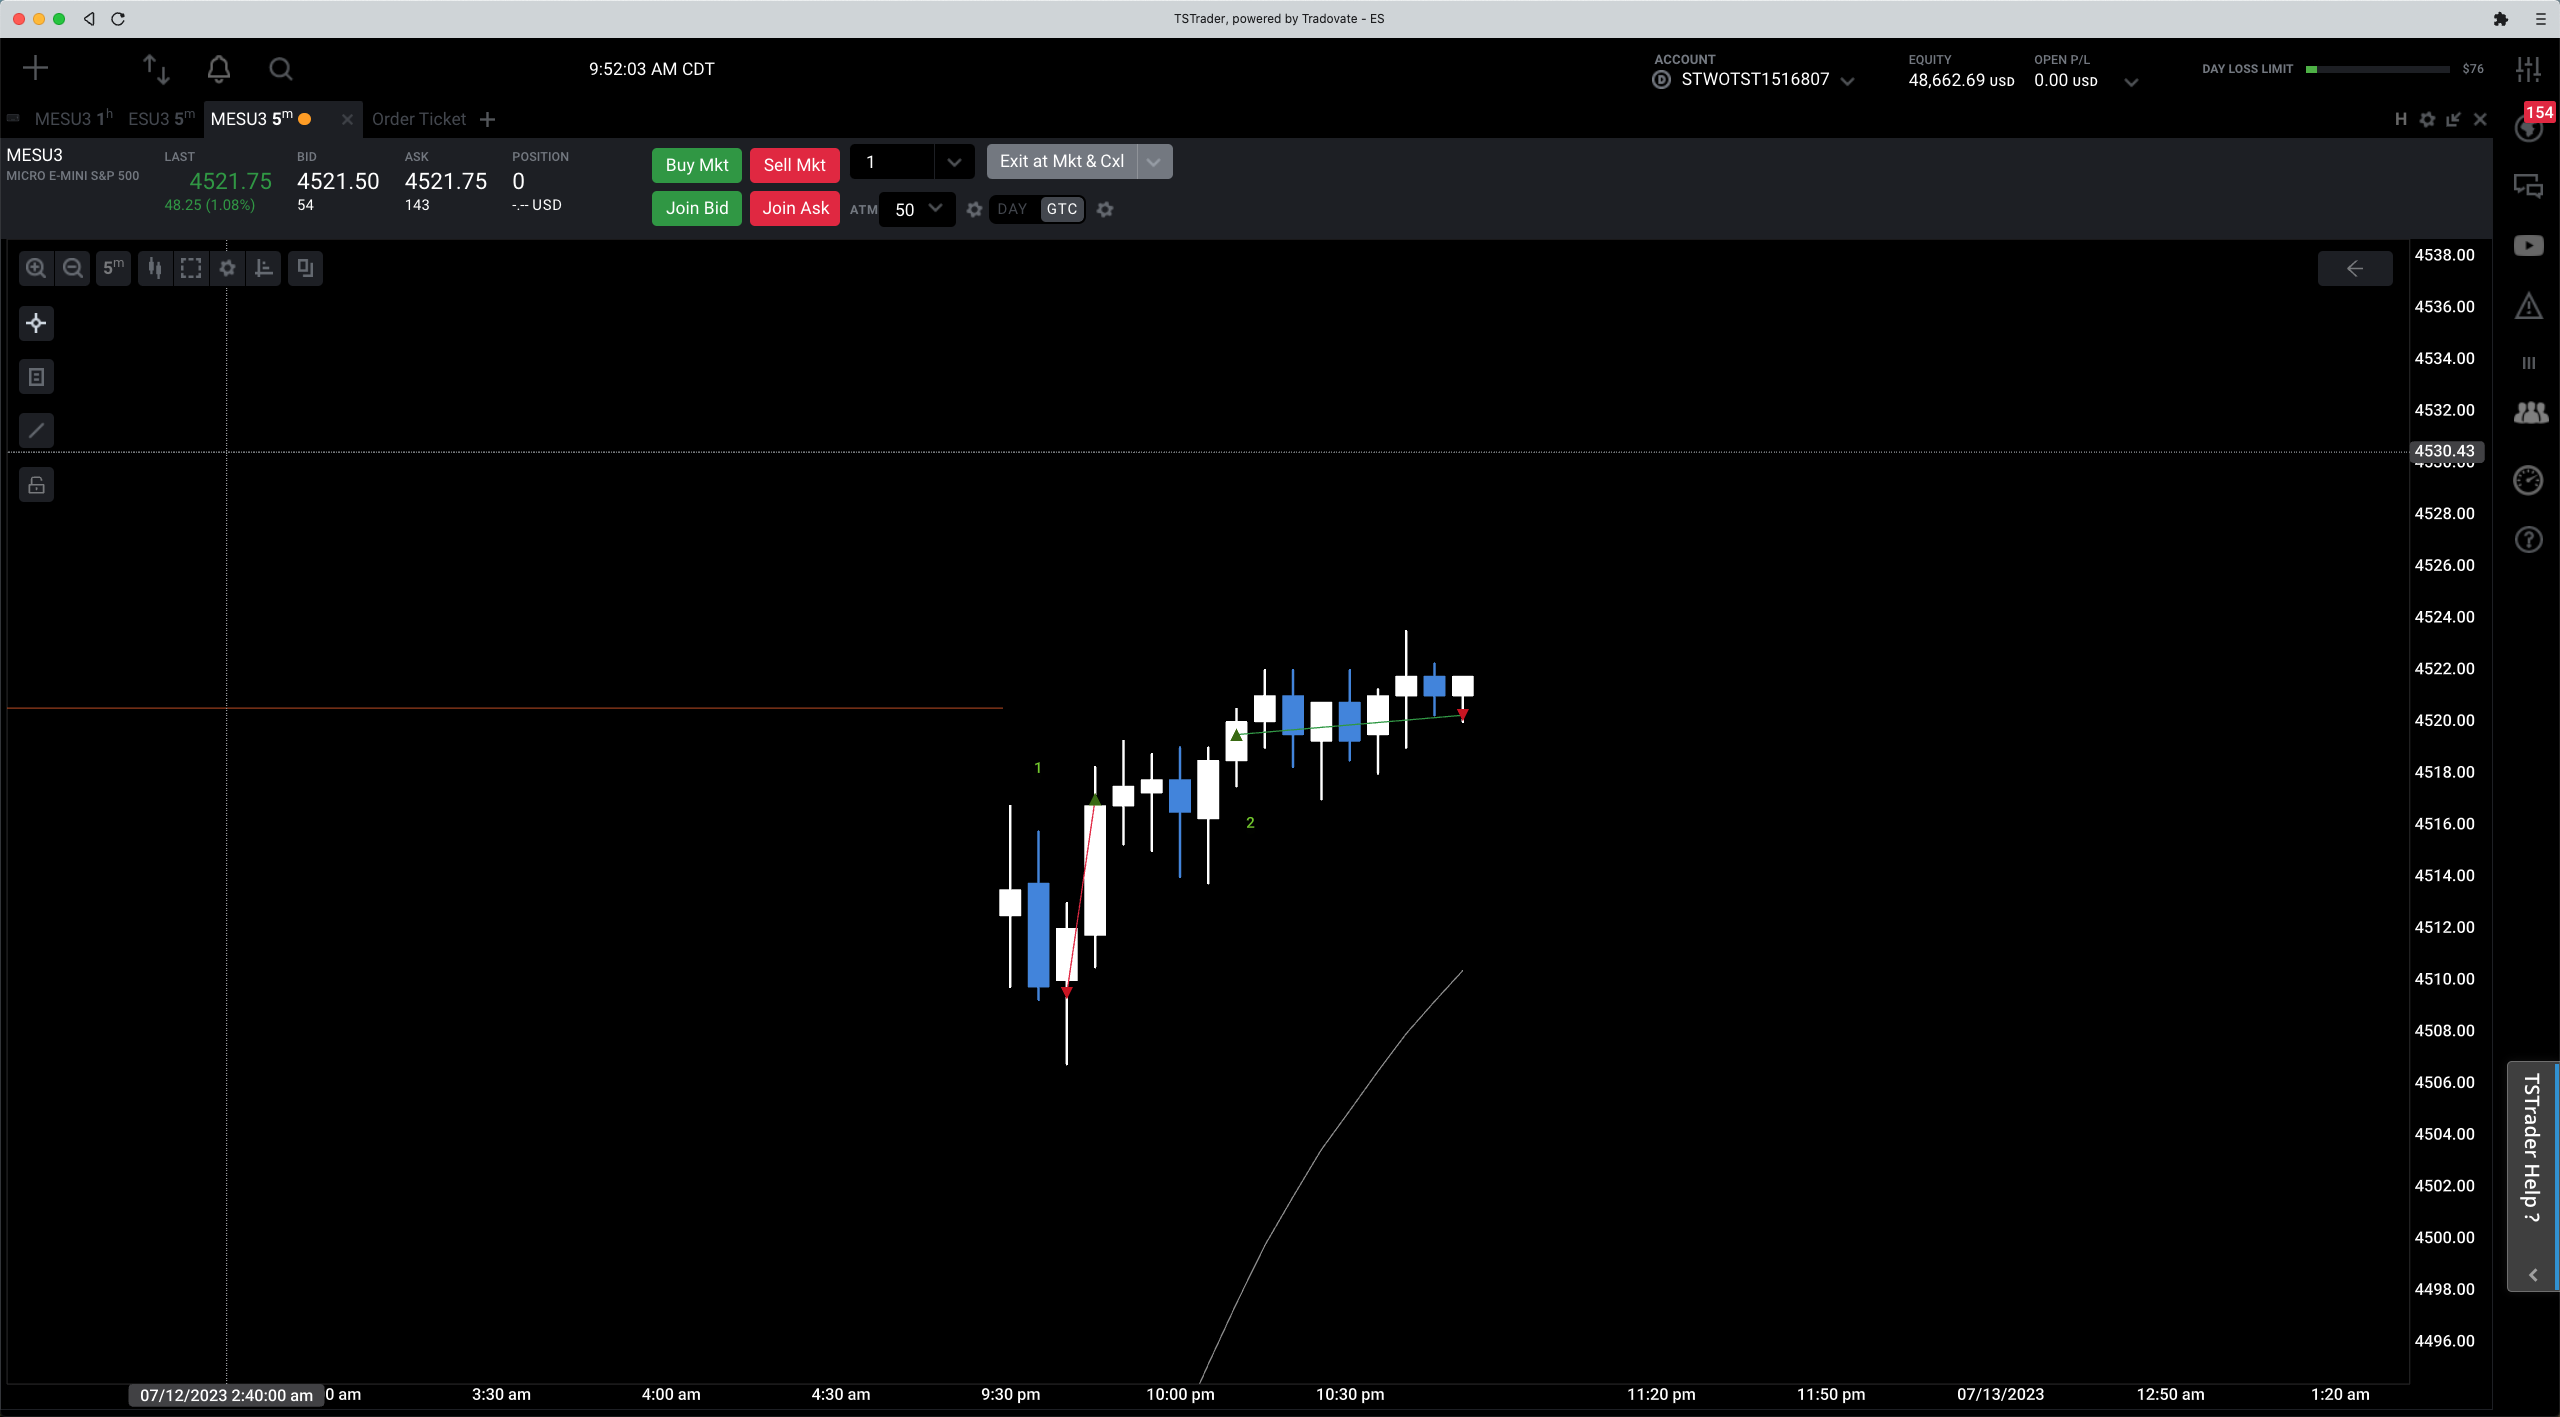 TSTrader, powered by Tradovate - ES
9:52:03 AM CDT
ACCOUNT
D STWOTST1516807
EQUITY
48,662.69 USD
OPEN P/L
0.00 USD
DAY LOSS LIMIT
$76
MESU3 1h
ESU3 5m
MESU3 5m
Order Ticket
H
154
MESU3
MICRO E-MINI S&P 500
LAST
4521.75
48.25 (1.08%)
BID
4521.50
54
ASK
4521.75
143
POSITION
0
-.-- USD
Buy Mkt
Sell Mkt
1
Exit at Mkt & Cxl
Join Bid
Join Ask
ATM
50
DAY
GTC
5m
4538.00
4536.00
4534.00
4532.00
4530.43
4528.00
4526.00
4524.00
4522.00
4520.00
4518.00
4516.00
4514.00
4512.00
4510.00
4508.00
4506.00
4504.00
4502.00
4500.00
4498.00
4496.00
1
2
TSTrader Help ?
07/12/2023 2:40:00 am
0 am
3:30 am
4:00 am
4:30 am
9:30 pm
10:00 pm
10:30 pm
11:20 pm
11:50 pm
07/13/2023
12:50 am
1:20 am